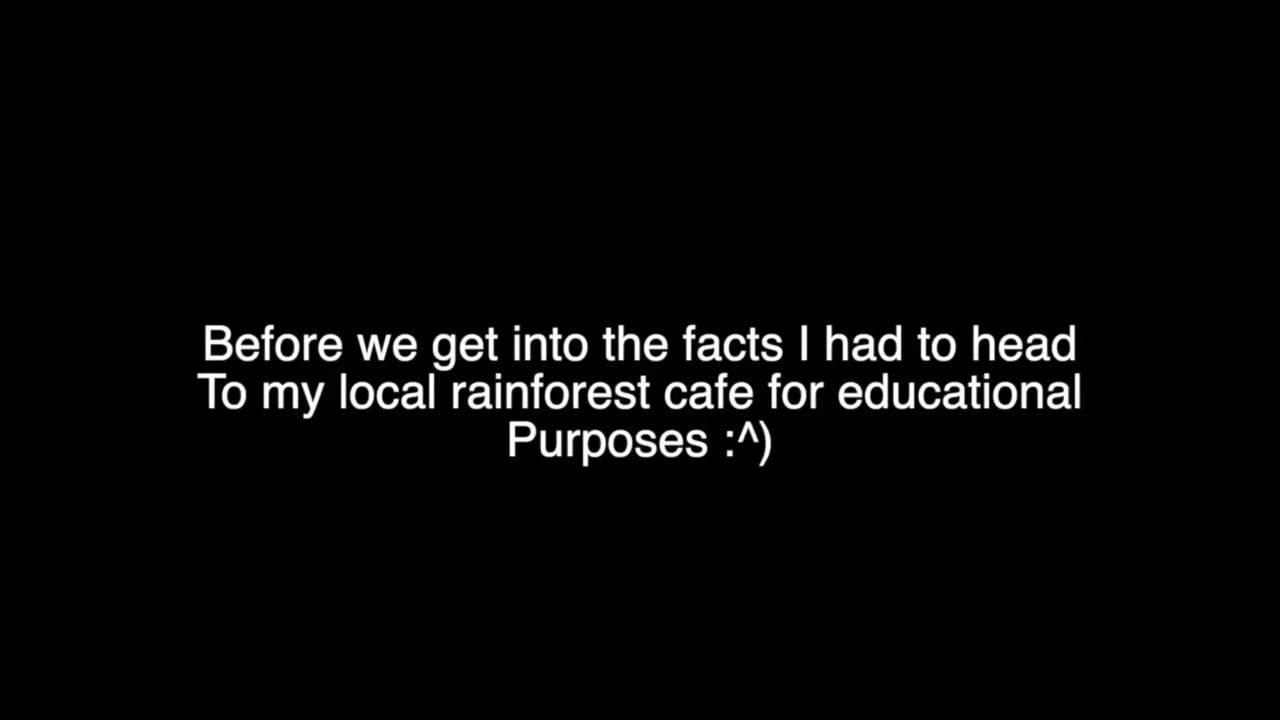 Before we get into the facts I had to head
To my local rainforest cafe for educational
Purposes :^)